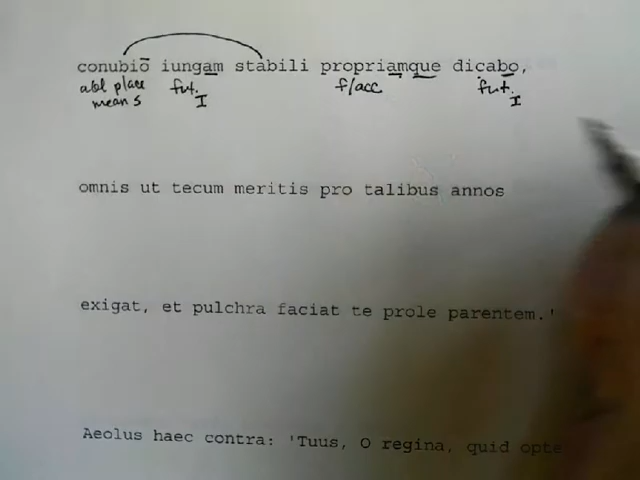 conubiō iungam stabili propriamque dicabo,
abl place fut. f/acc fut.
means I I
omnis ut tecum meritis pro talibus annos
exigat, et pulchra faciat te prole parentem.'
Aeolus haec contra: 'Tuus, O regina, quid opte